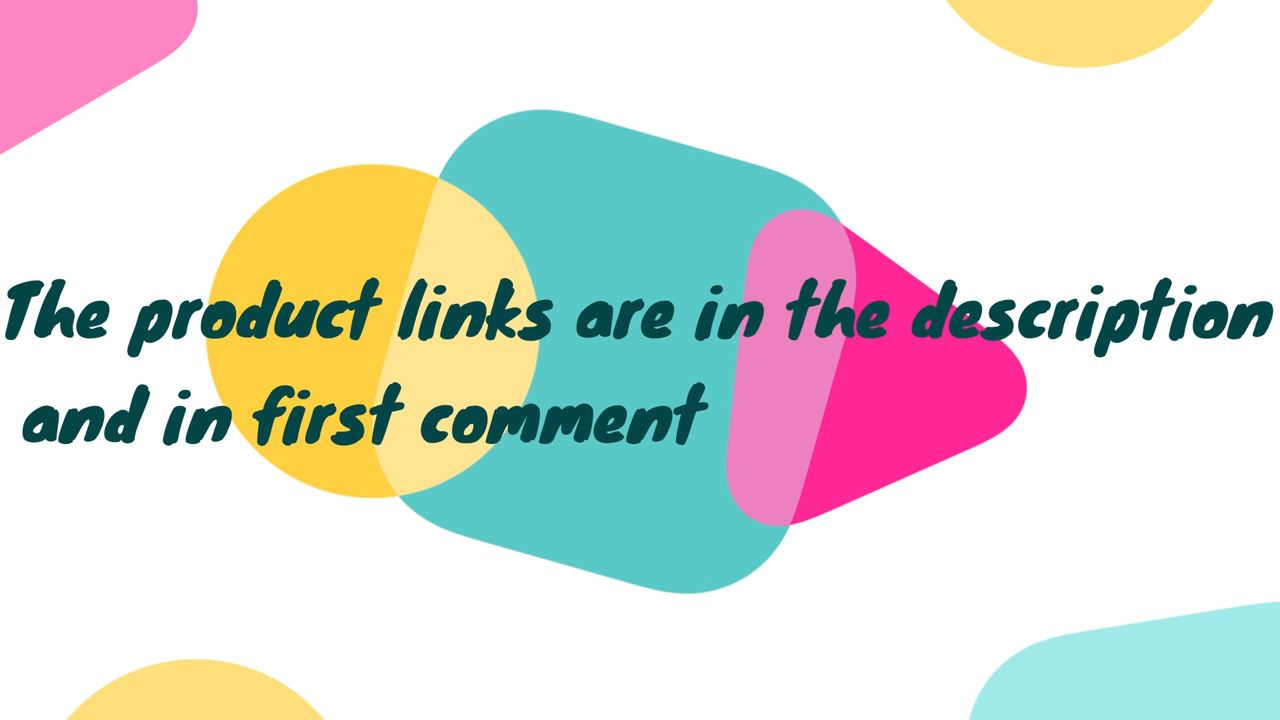 The product links are in the description
and in first comment